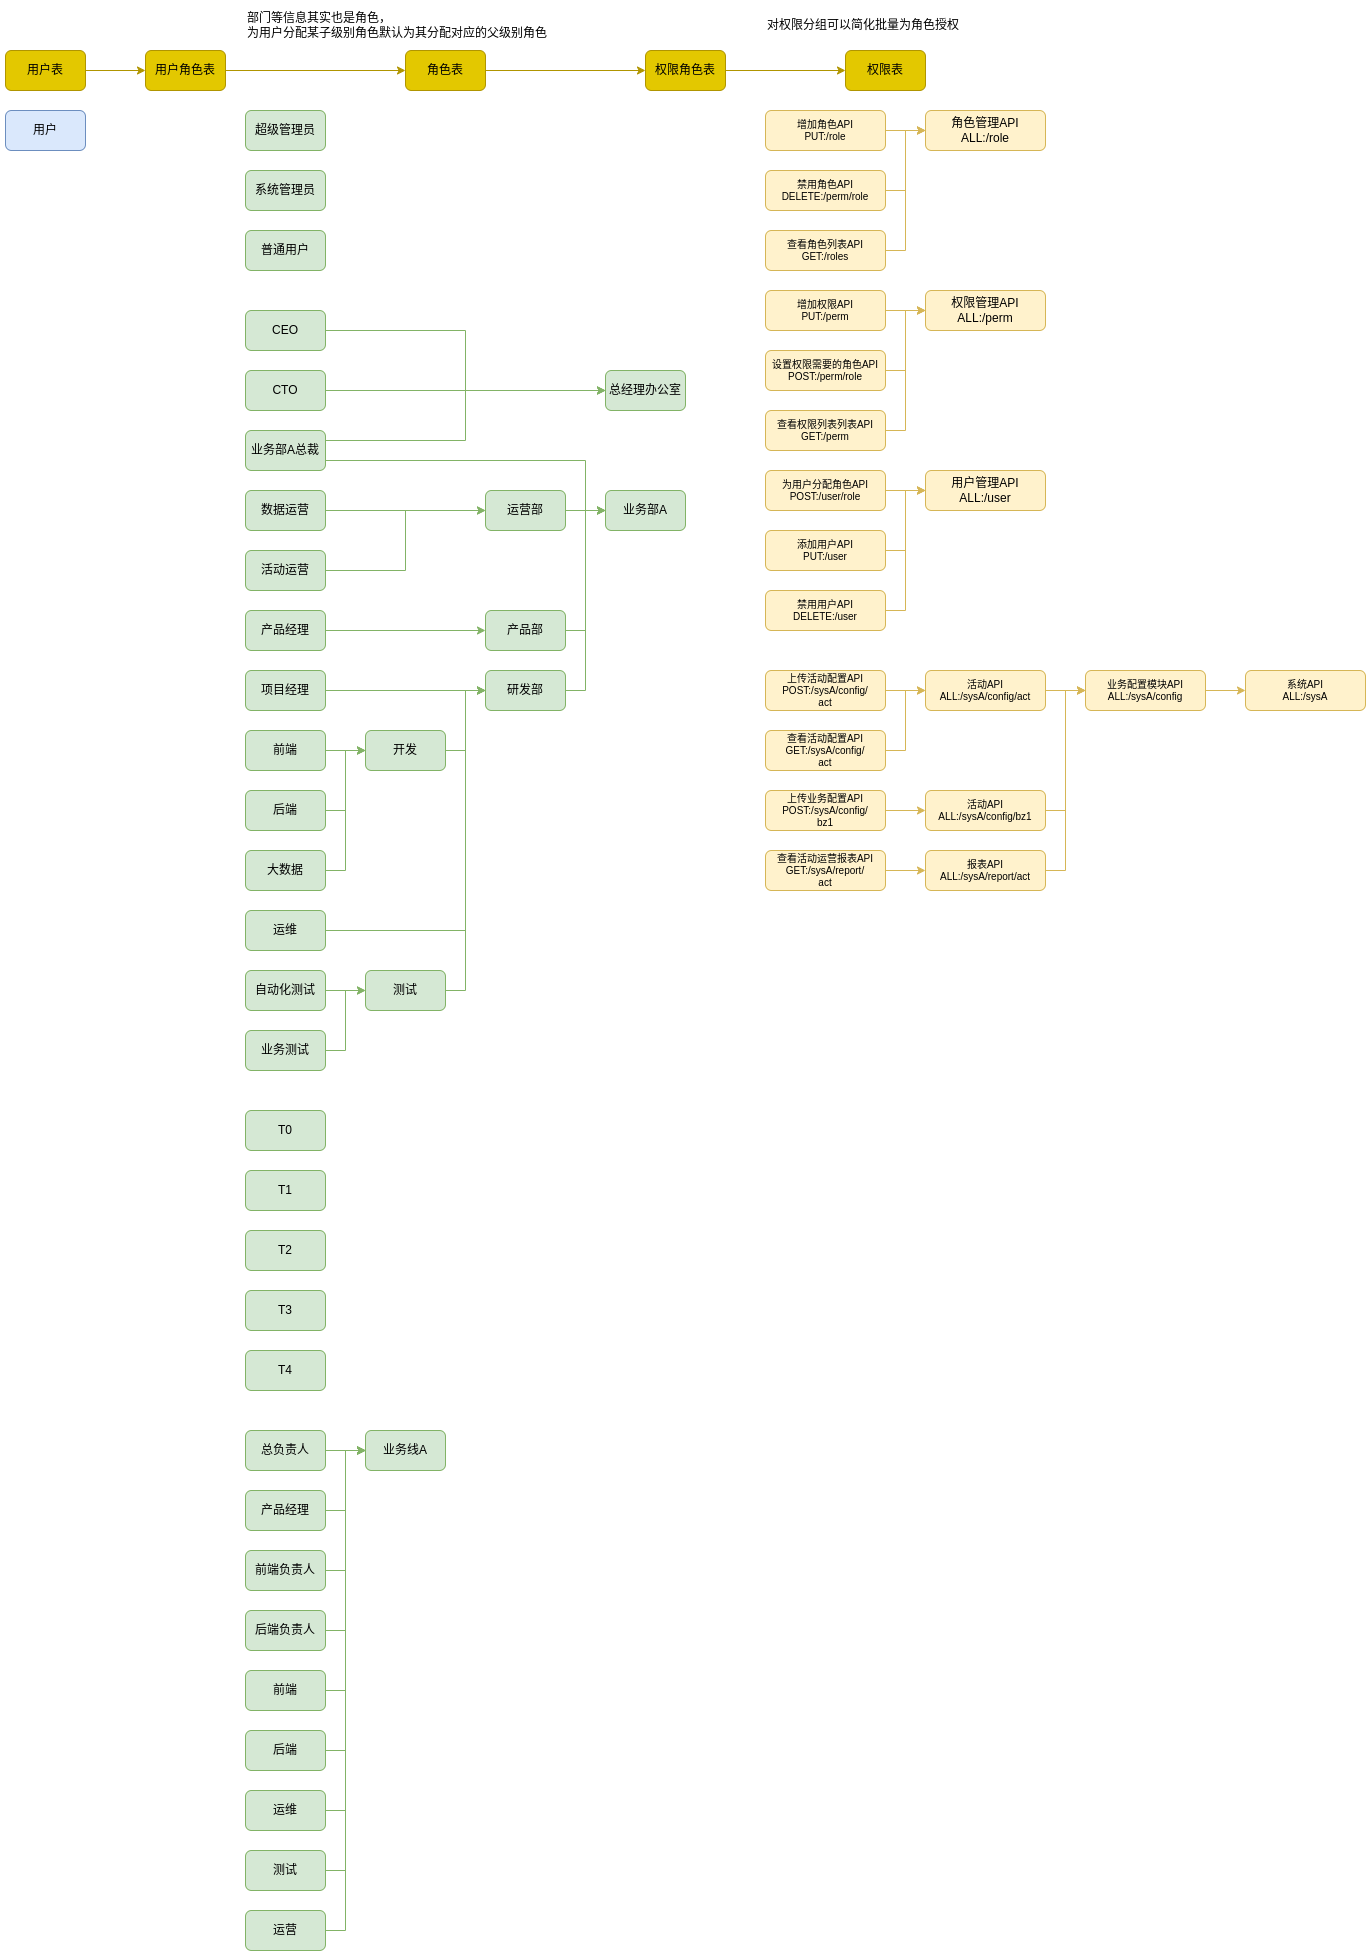 部门等信息其实也是角色，
为用户分配某子级别角色默认为其分配对应的父级别角色
对权限分组可以简化批量为角色授权
用户表
用户角色表
角色表
权限角色表
权限表
用户
超级管理员
系统管理员
普通用户
CEO
CTO
总经理办公室
业务部A总裁
数据运营
运营部
业务部A
活动运营
产品经理
产品部
项目经理
研发部
前端
开发
后端
大数据
运维
自动化测试
测试
业务测试
T0
T1
T2
T3
T4
总负责人
业务线A
产品经理
前端负责人
后端负责人
前端
后端
运维
测试
运营
增加角色API
PUT:/role
角色管理API
ALL:/role
禁用角色API
DELETE:/perm/role
查看角色列表API
GET:/roles
增加权限API
PUT:/perm
权限管理API
ALL:/perm
设置权限需要的角色API
POST:/perm/role
查看权限列表列表API
GET:/perm
为用户分配角色API
POST:/user/role
用户管理API
ALL:/user
添加用户API
PUT:/user
禁用用户API
DELETE:/user
上传活动配置API
POST:/sysA/config/
act
活动API
ALL:/sysA/config/act
业务配置模块API
ALL:/sysA/config
系统API
ALL:/sysA
查看活动配置API
GET:/sysA/config/
act
上传业务配置API
POST:/sysA/config/
bz1
活动API
ALL:/sysA/config/bz1
查看活动运营报表API
GET:/sysA/report/
act
报表API
ALL:/sysA/report/act